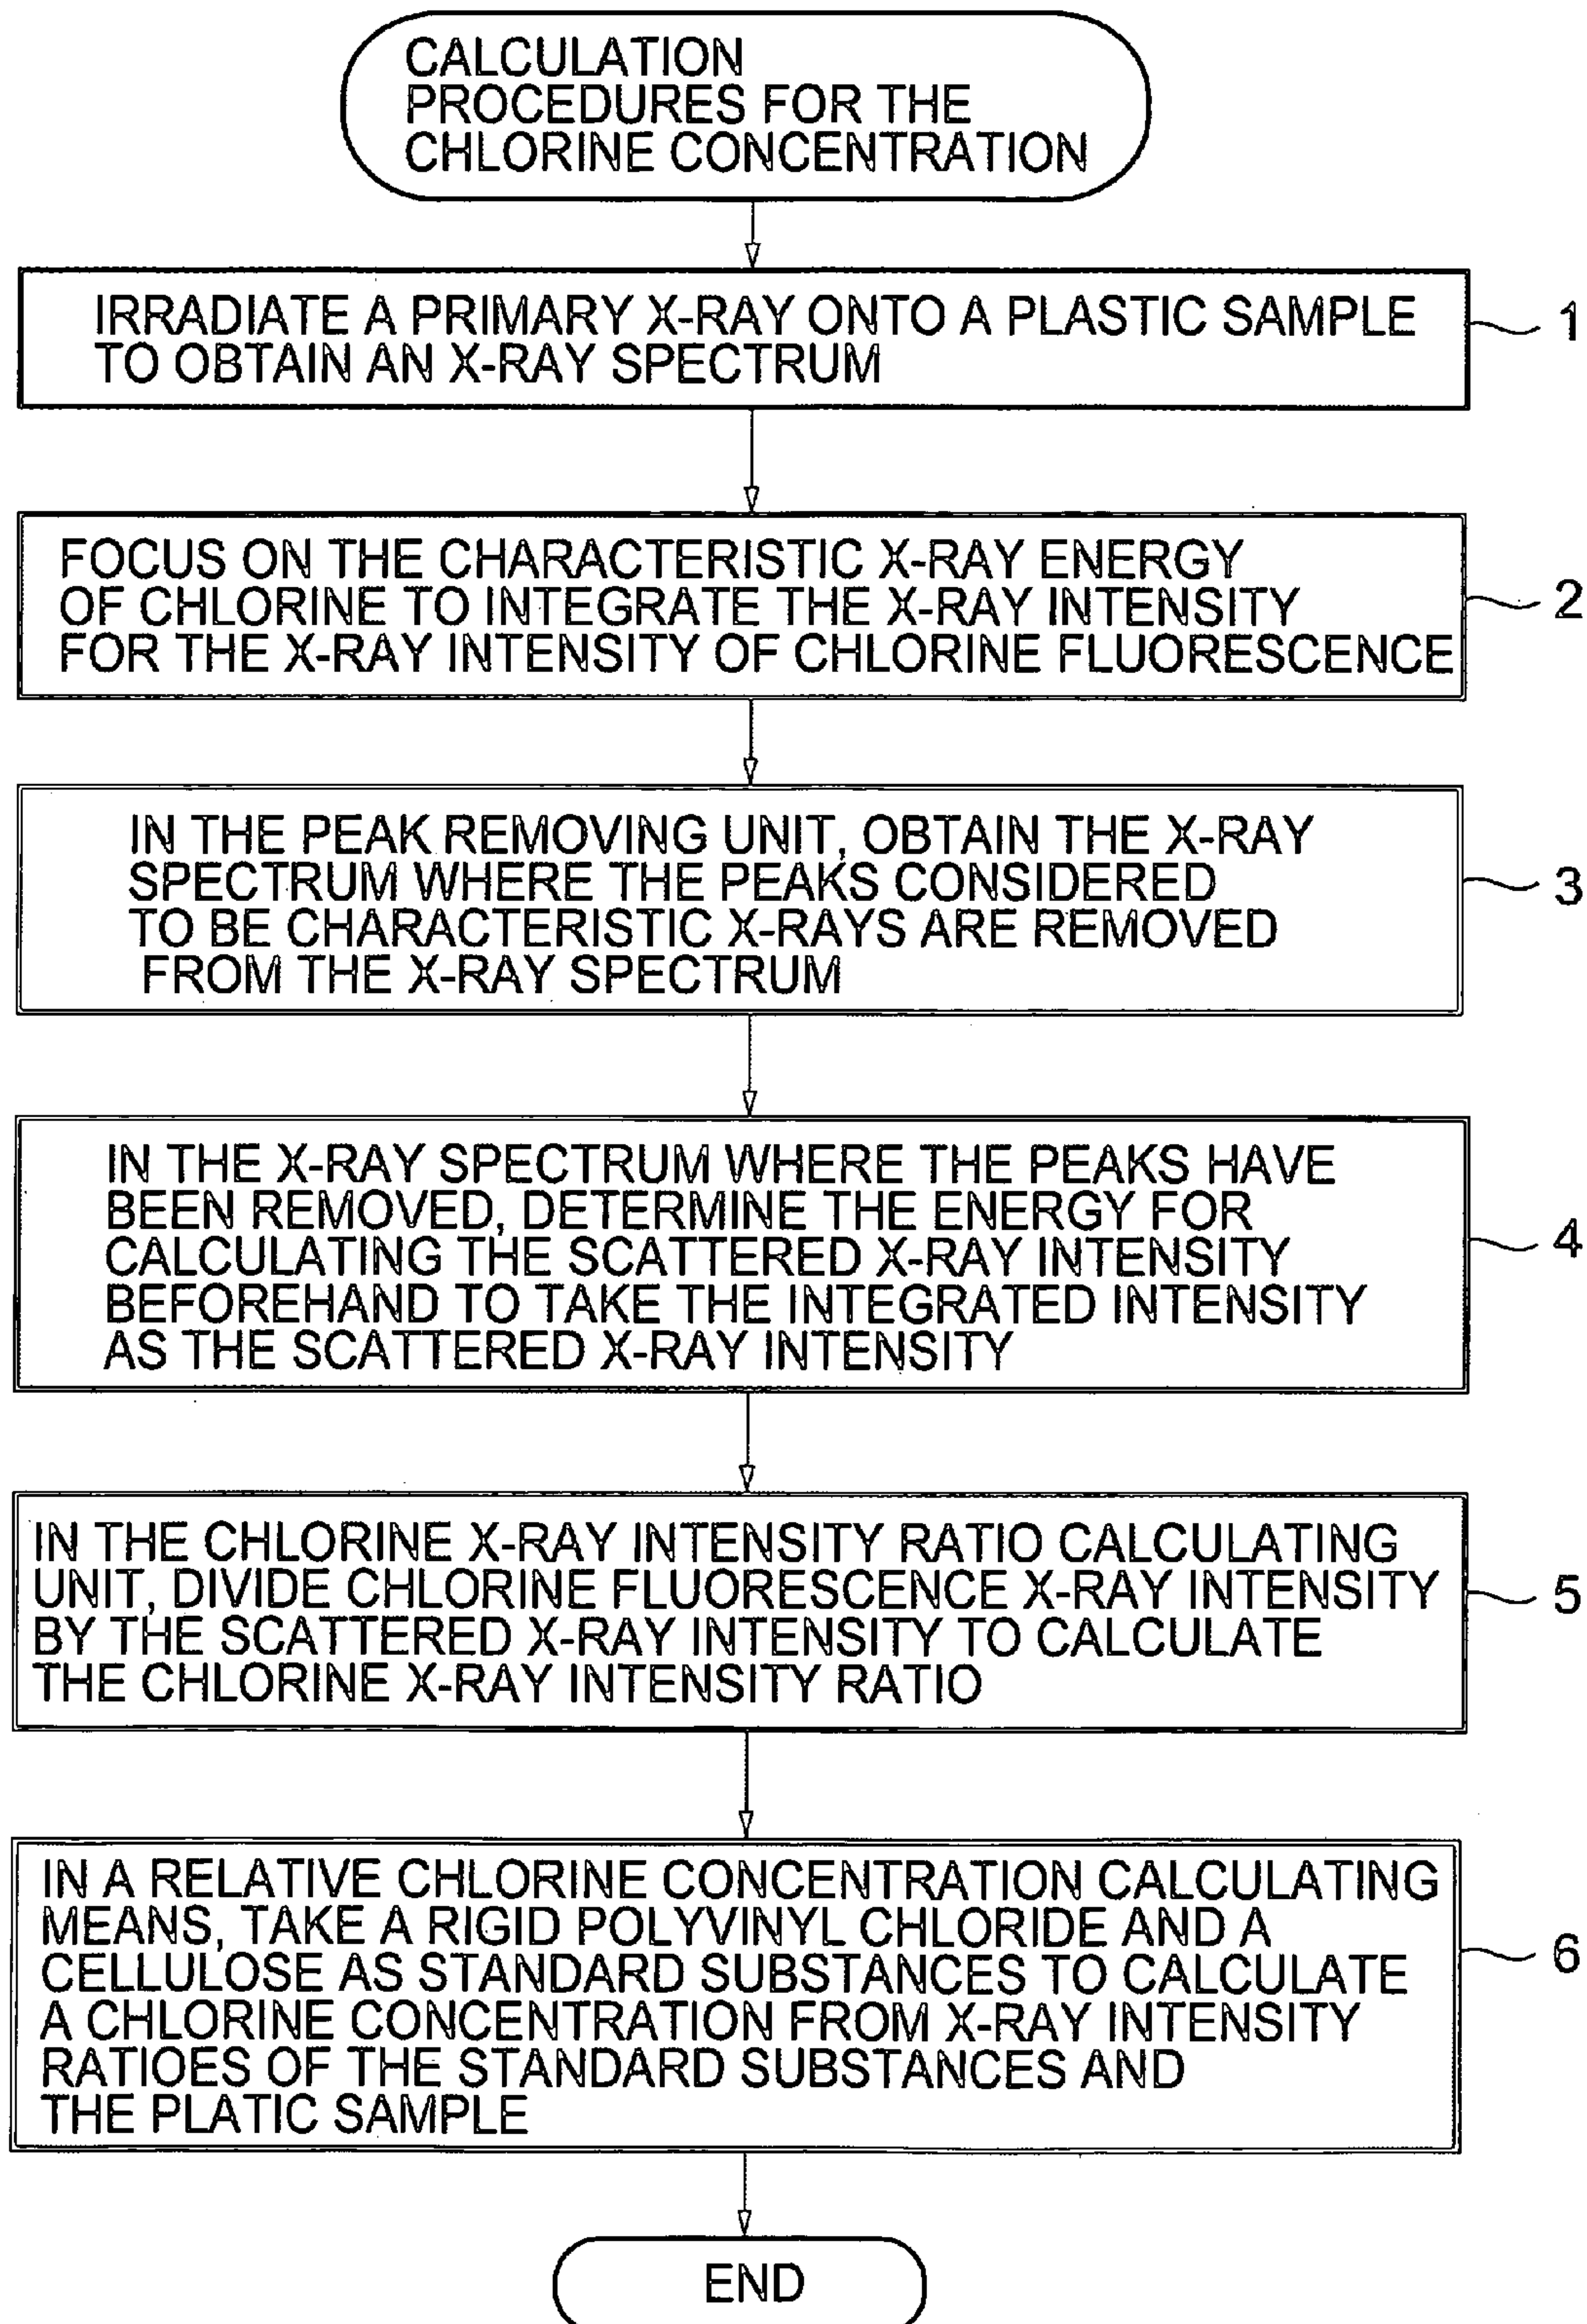 CALCULATION
PROCEDURES FOR THE
CHLORINE CONCENTRATION
IRRADIATE A PRIMARY X-RAY ONTO A PLASTIC SAMPLE
TO OBTAIN AN X-RAY SPECTRUM
1
FOCUS ON THE CHARACTERISTIC X-RAY ENERGY
OF CHLORINE TO INTEGRATE THE X-RAY INTENSITY
FOR THE X-RAY INTENSITY OF CHLORINE FLUORESCENCE
2
IN THE PEAK REMOVING UNIT, OBTAIN THE X-RAY
SPECTRUM WHERE THE PEAKS CONSIDERED
TO BE CHARACTERISTIC X-RAYS ARE REMOVED
FROM THE X-RAY SPECTRUM
3
IN THE X-RAY SPECTRUM WHERE THE PEAKS HAVE
BEEN REMOVED, DETERMINE THE ENERGY FOR
CALCULATING THE SCATTERED X-RAY INTENSITY
BEFOREHAND TO TAKE THE INTEGRATED INTENSITY
AS THE SCATTERED X-RAY INTENSITY
4
IN THE CHLORINE X-RAY INTENSITY RATIO CALCULATING
UNIT, DIVIDE CHLORINE FLUORESCENCE X-RAY INTENSITY
BY THE SCATTERED X-RAY INTENSITY TO CALCULATE
THE CHLORINE X-RAY INTENSITY RATIO
5
IN A RELATIVE CHLORINE CONCENTRATION CALCULATING
MEANS, TAKE A RIGID POLYVINYL CHLORIDE AND A
CELLULOSE AS STANDARD SUBSTANCES TO CALCULATE
A CHLORINE CONCENTRATION FROM X-RAY INTENSITY
RATIOES OF THE STANDARD SUBSTANCES AND
THE PLATIC SAMPLE
6
END